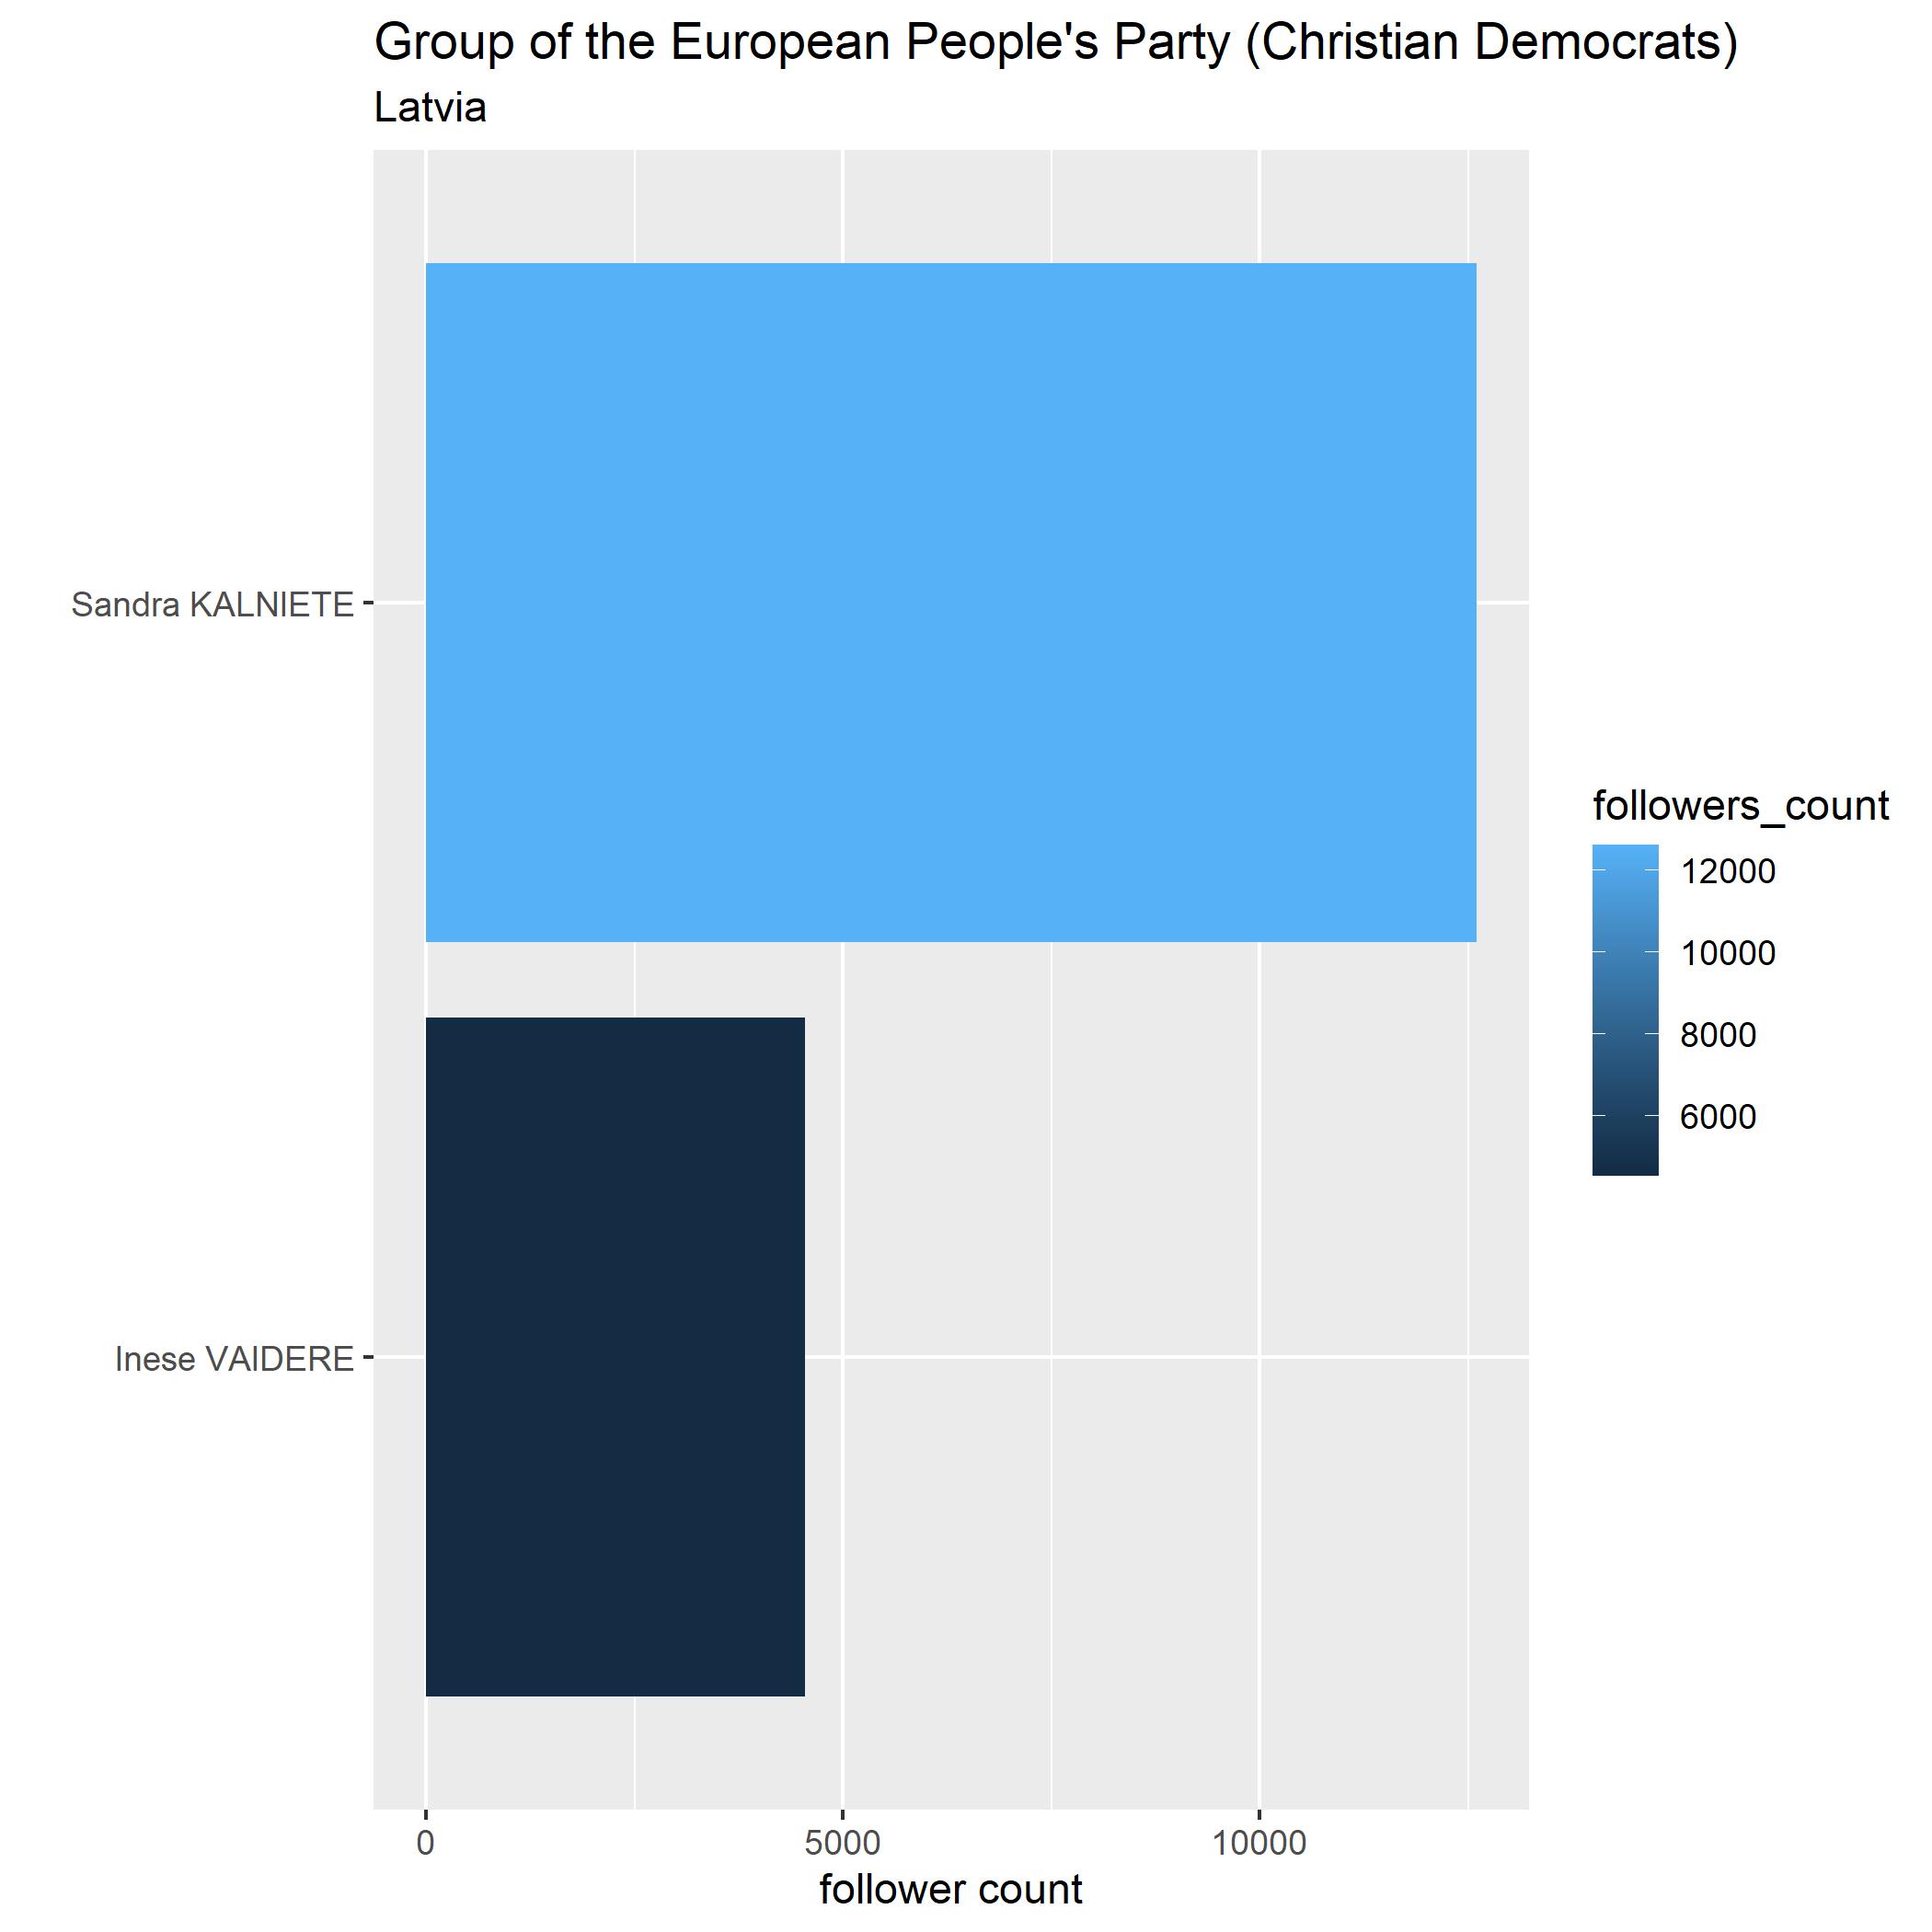 Group of the European People's Party (Christian Democrats)
Latvia
Sandra KALNIETE
Inese VAIDERE
0
5000
10000
follower count
followers_count
12000
10000
8000
6000